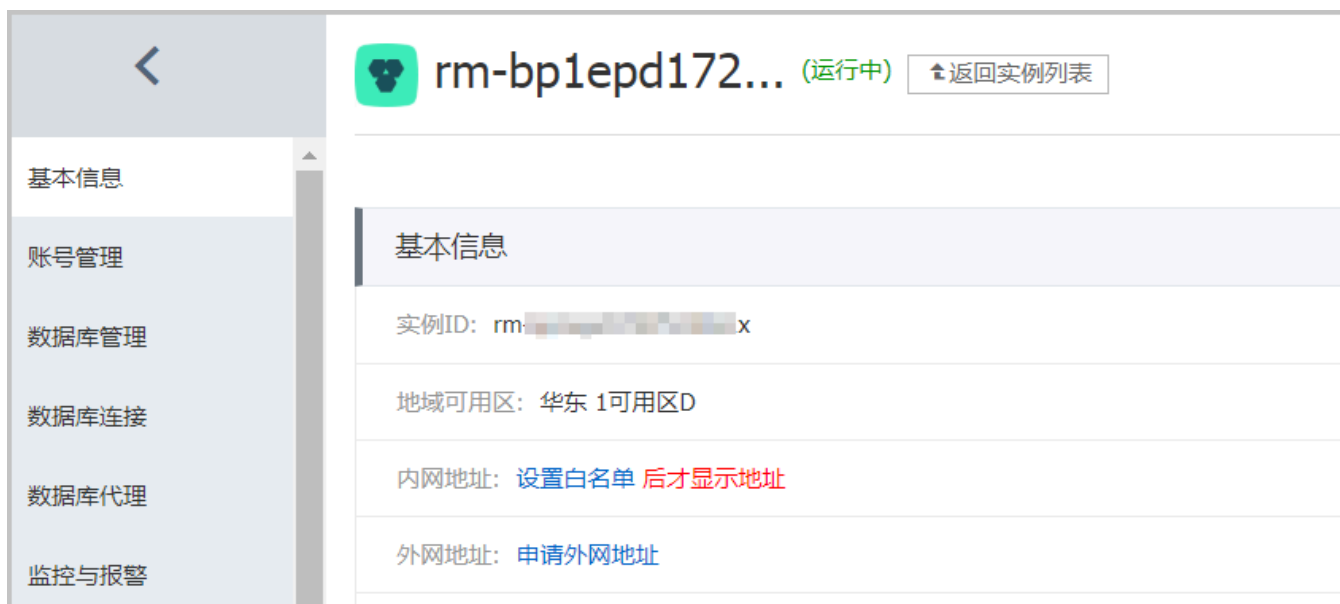 rm-bp1epd172... (运行中) 返回实例列表
基本信息
账号管理
数据库管理
数据库连接
数据库代理
监控与报警
基本信息
实例ID: rm- x
地域可用区: 华东 1可用区D
内网地址: 设置白名单 后才显示地址
外网地址: 申请外网地址